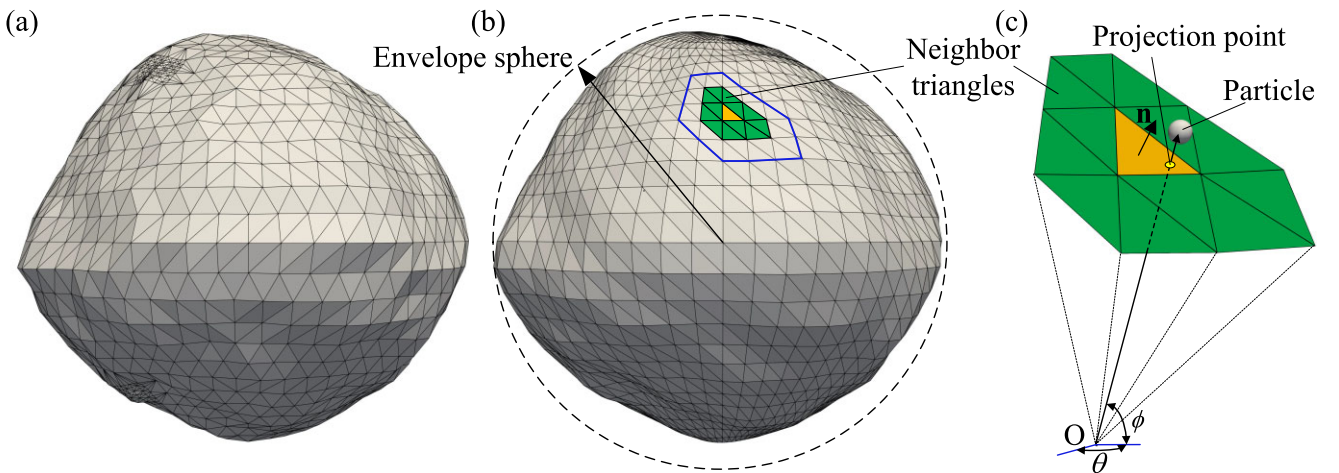 (a)
(b)
Envelope sphere
Neighbor
triangles
(c)
Projection point
Particle
n
O
θ
ϕ